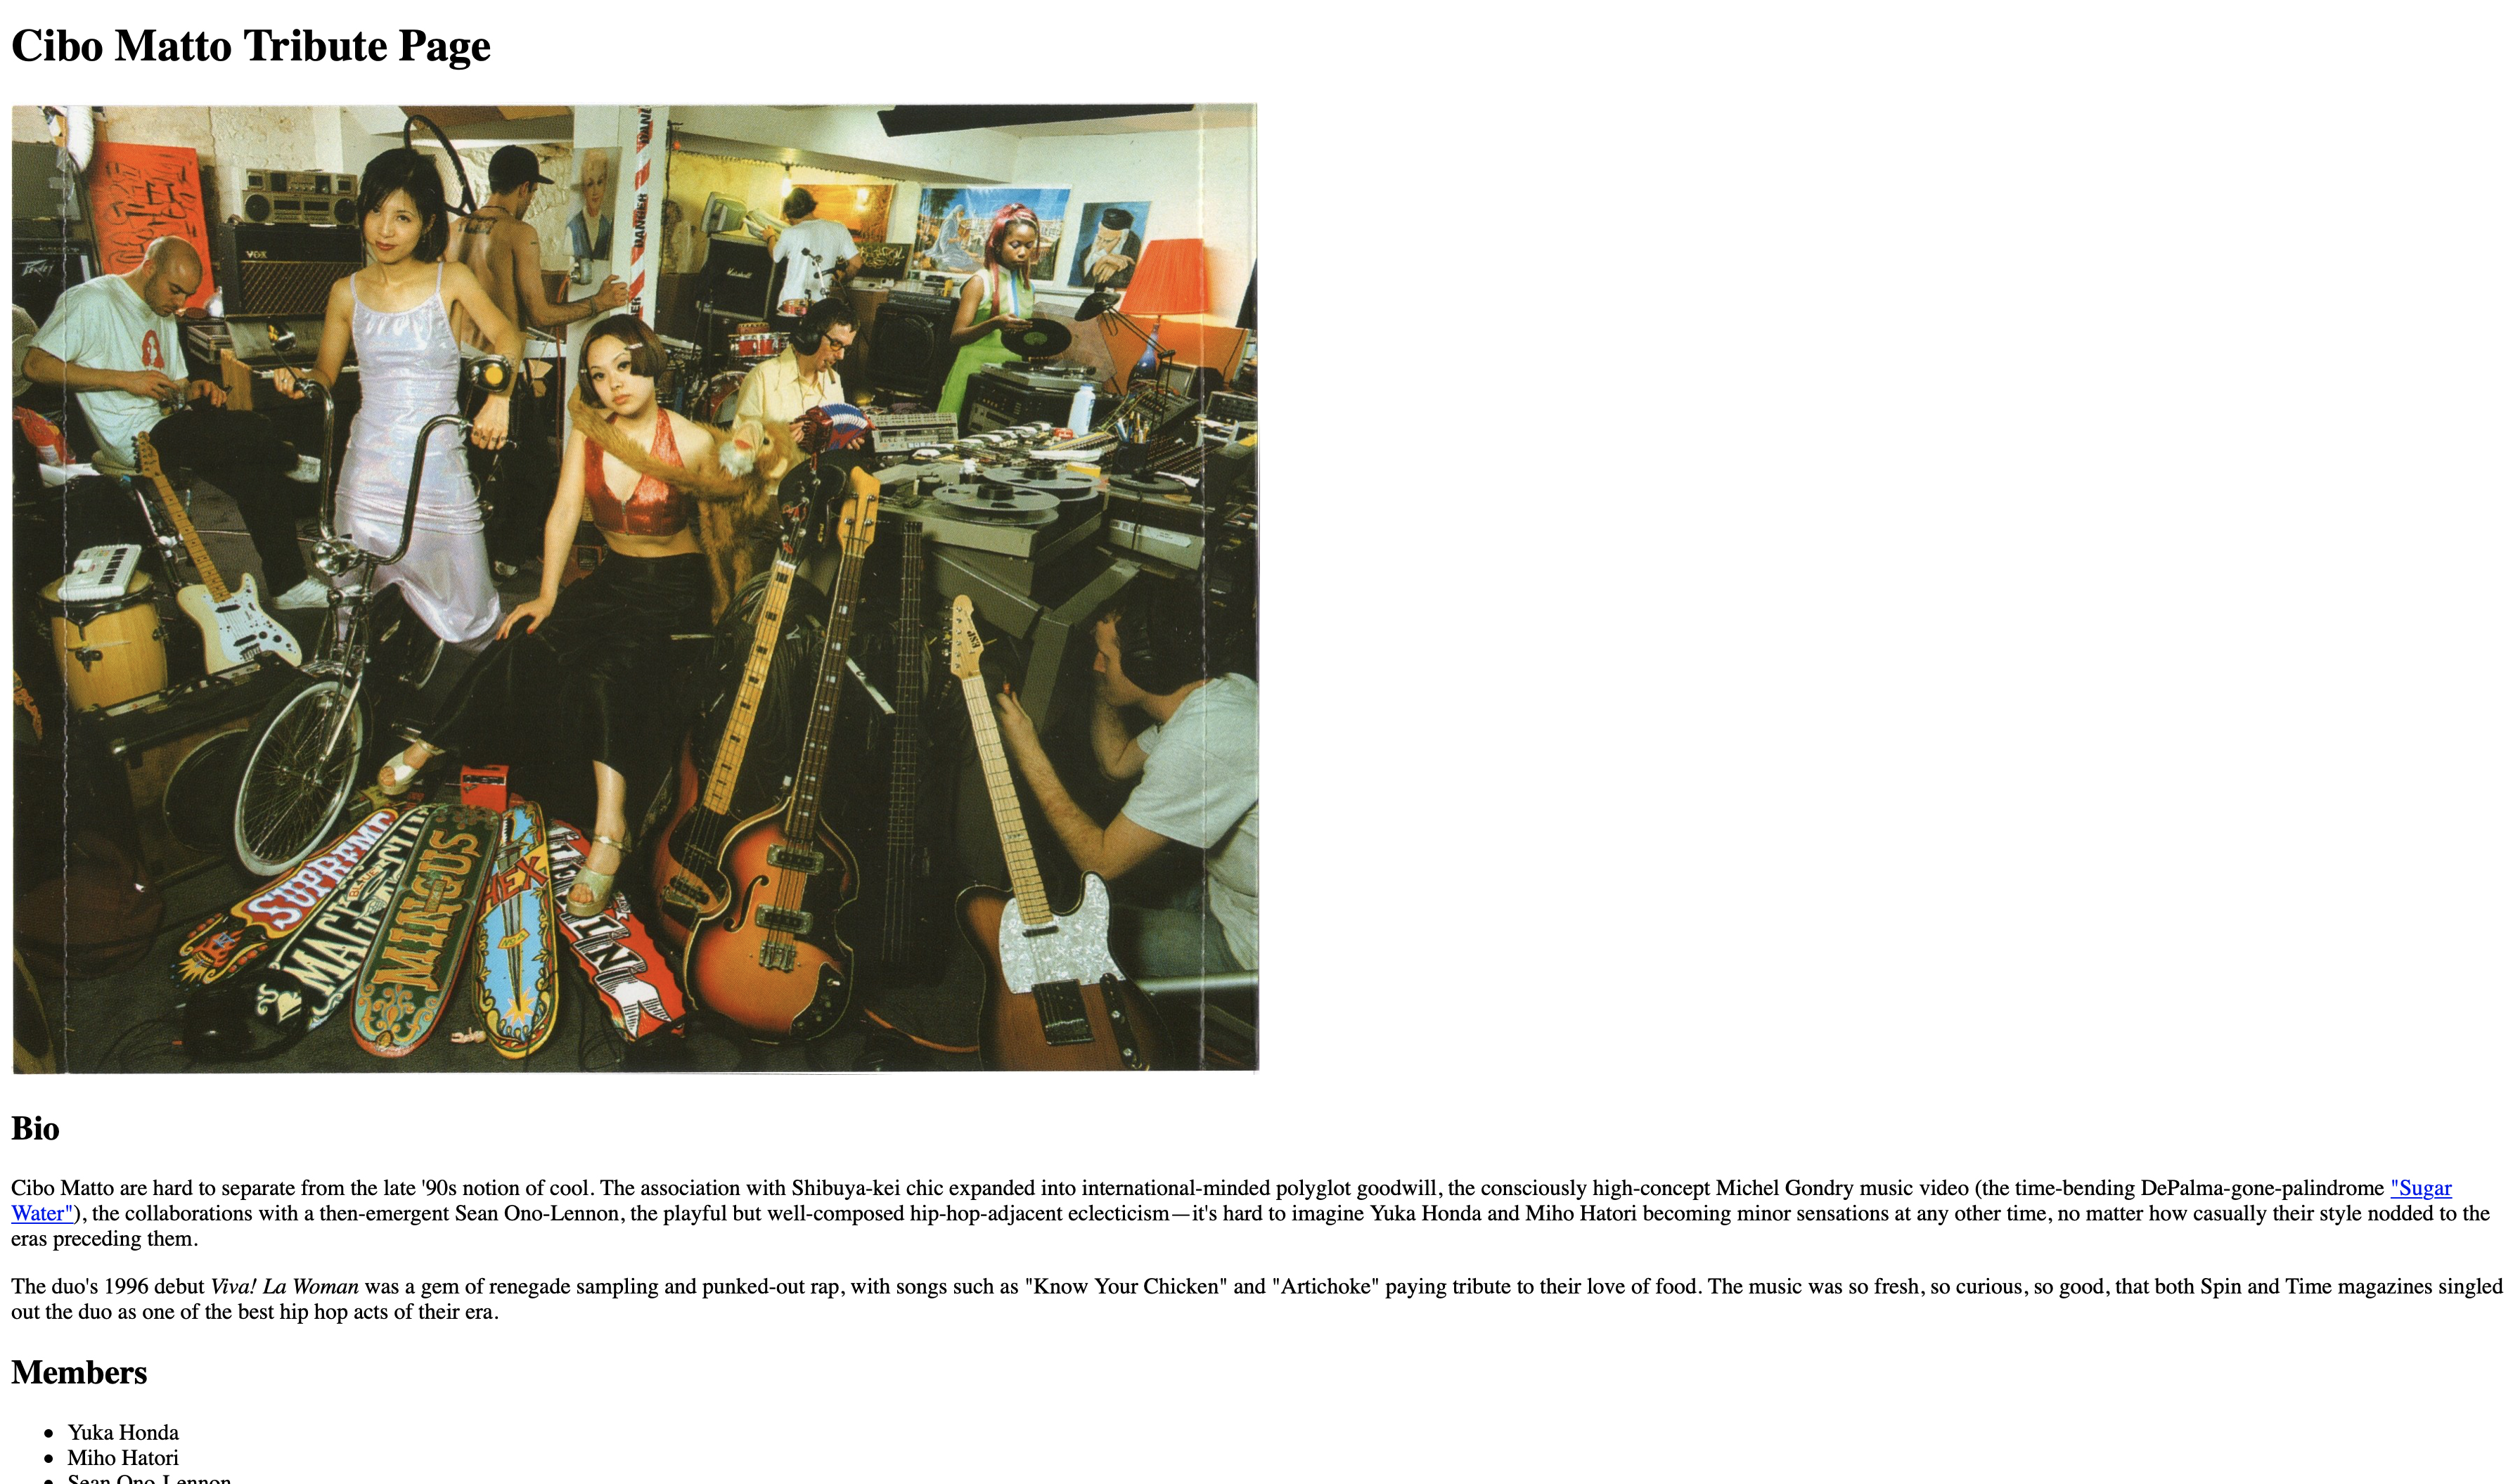 Cibo Matto Tribute Page
DANGER
VOX
Peavey
Marshall
ESP
SUPREME
MAGIC
MINGUS
HEX
LINK
Bio
Cibo Matto are hard to separate from the late '90s notion of cool. The association with Shibuya-kei chic expanded into international-minded polyglot goodwill, the consciously high-concept Michel Gondry music video (the time-bending DePalma-gone-palindrome "Sugar
Water"), the collaborations with a then-emergent Sean Ono-Lennon, the playful but well-composed hip-hop-adjacent eclecticism—it's hard to imagine Yuka Honda and Miho Hatori becoming minor sensations at any other time, no matter how casually their style nodded to the
eras preceding them.
The duo's 1996 debut Viva! La Woman was a gem of renegade sampling and punked-out rap, with songs such as "Know Your Chicken" and "Artichoke" paying tribute to their love of food. The music was so fresh, so curious, so good, that both Spin and Time magazines singled
out the duo as one of the best hip hop acts of their era.
Members
Yuka Honda
Miho Hatori
Sean Ono-Lennon